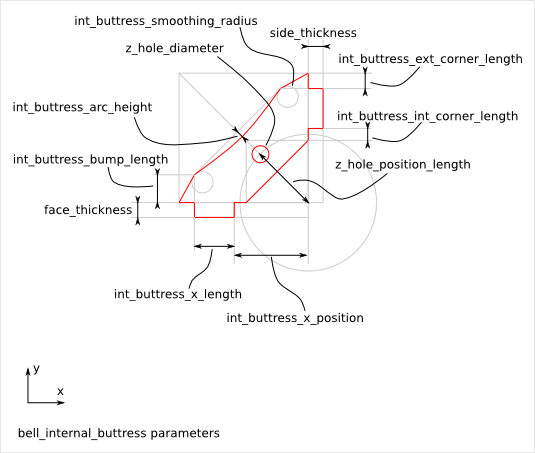 int_buttress_smoothing_radius
side_thickness
z_hole_diameter
int_buttress_ext_corner_length
int_buttress_arc_height
int_buttress_int_corner_length
int_buttress_bump_length
z_hole_position_length
face_thickness
int_buttress_x_length
int_buttress_x_position
y
x
bell_internal_buttress parameters